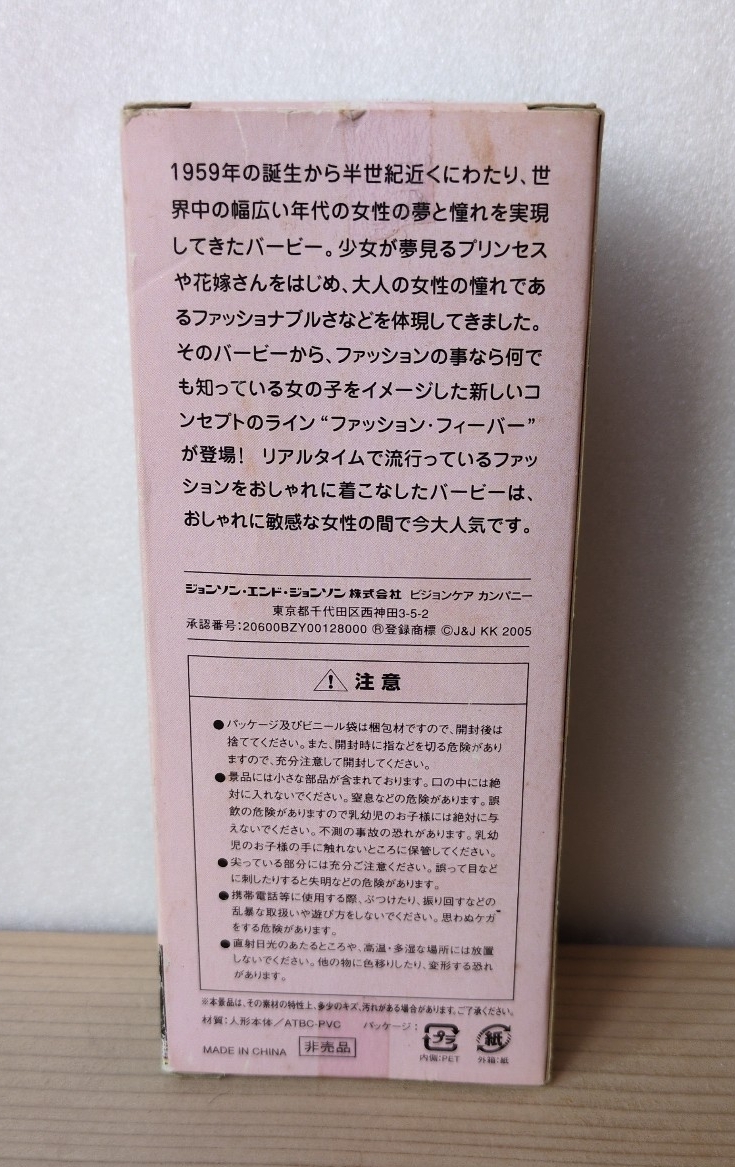 1959年の誕生から半世紀近くにわたり、世
界中の幅広い年代の女性の夢と憧れを実現
してきたバービー。少女が夢見るプリンセス
や花嫁さんをはじめ、大人の女性の憧れであ
るファッショナブルさなどを体現してきました。
そのバービーから、ファッションの事なら何で
も知っている女の子をイメージした新しいコ
ンセプトのライン“ファッション・フィーバー”
が登場! リアルタイムで流行っているファッ
ションをおしゃれに着こなしたバービーは、
おしゃれに敏感な女性の間で今大人気です。
ジョンソン・エンド・ジョンソン 株式会社 ビジョンケア カンパニー
東京都千代田区西神田3-5-2
承認番号:20600BZY00128000 ®登録商標 ©J&J KK 2005
⚠ 注意
●パッケージ及びビニール袋は梱包材ですので、開封後は
捨ててください。また、開封時に指などを切る危険があり
ますので、充分注意して開封してください。
●景品には小さな部品が含まれております。口の中には絶
対に入れないでください。窒息などの危険があります。誤
飲の危険がありますので乳幼児のお子様には絶対に与
えないでください。不測の事故の恐れがあります。乳幼
児のお子様の手に触れないところに保管してください。
●尖っている部分には充分ご注意ください。誤って目など
に刺したりすると失明などの危険があります。
●携帯電話等に使用する際、ぶつけたり、振り回すなどの
乱暴な取扱いや遊び方をしないでください。思わぬケガ
をする危険があります。
●直射日光のあたるところや、高温・多湿な場所には放置
しないでください。他の物に色移りしたり、変形する恐れ
があります。
※本景品は、その素材の特性上、多少のキズ、汚れがある場合があります。ご了承ください。
材質:人形本体/ATBC-PVC パッケージ: プラ 紙
内側:PET 外箱:紙
MADE IN CHINA 非売品